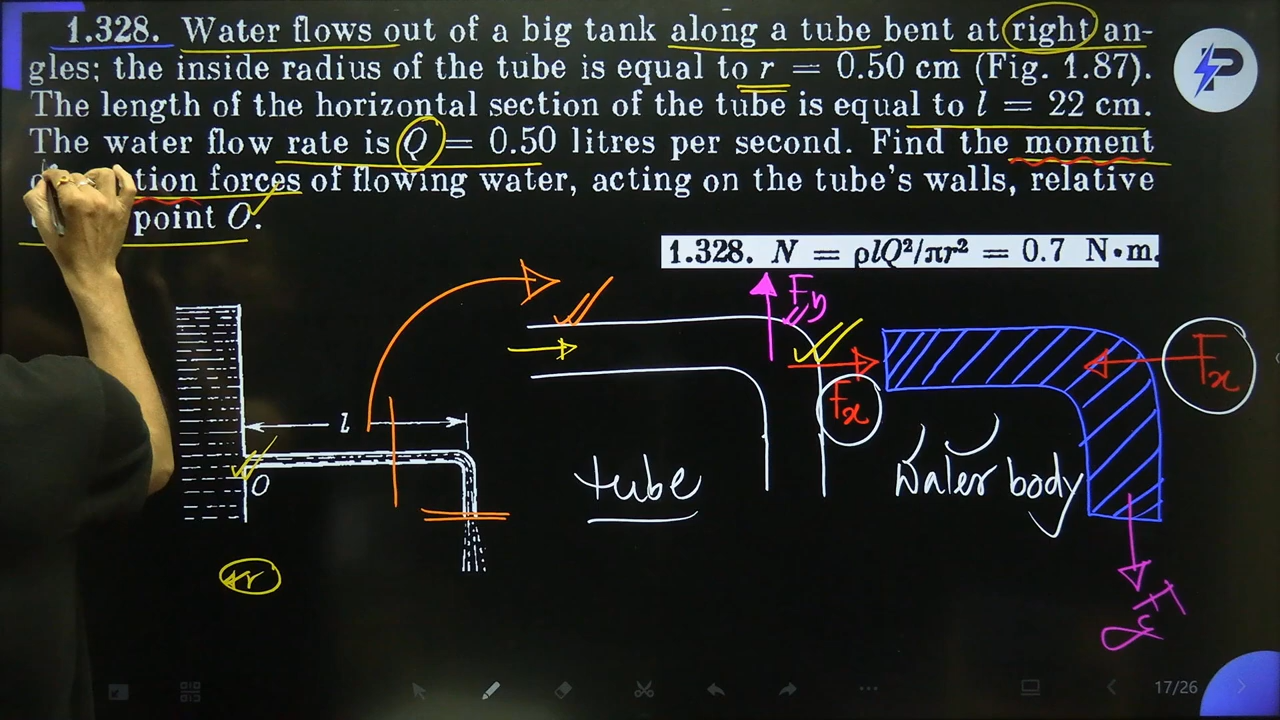 1.328. Water flows out of a big tank along a tube bent at right an-
gles: the inside radius of the tube is equal to r = 0.50 cm (Fig. 1.87).
The length of the horizontal section of the tube is equal to l = 22 cm.
The water flow rate is Q = 0.50 litres per second. Find the moment
tion forces of flowing water, acting on the tube's walls, relative
point O.
1.328. N = ρlQ²/πr² = 0.7 N•m.
Fy
Fx
Fx
l
O
tube
Water body
r
17/26
P